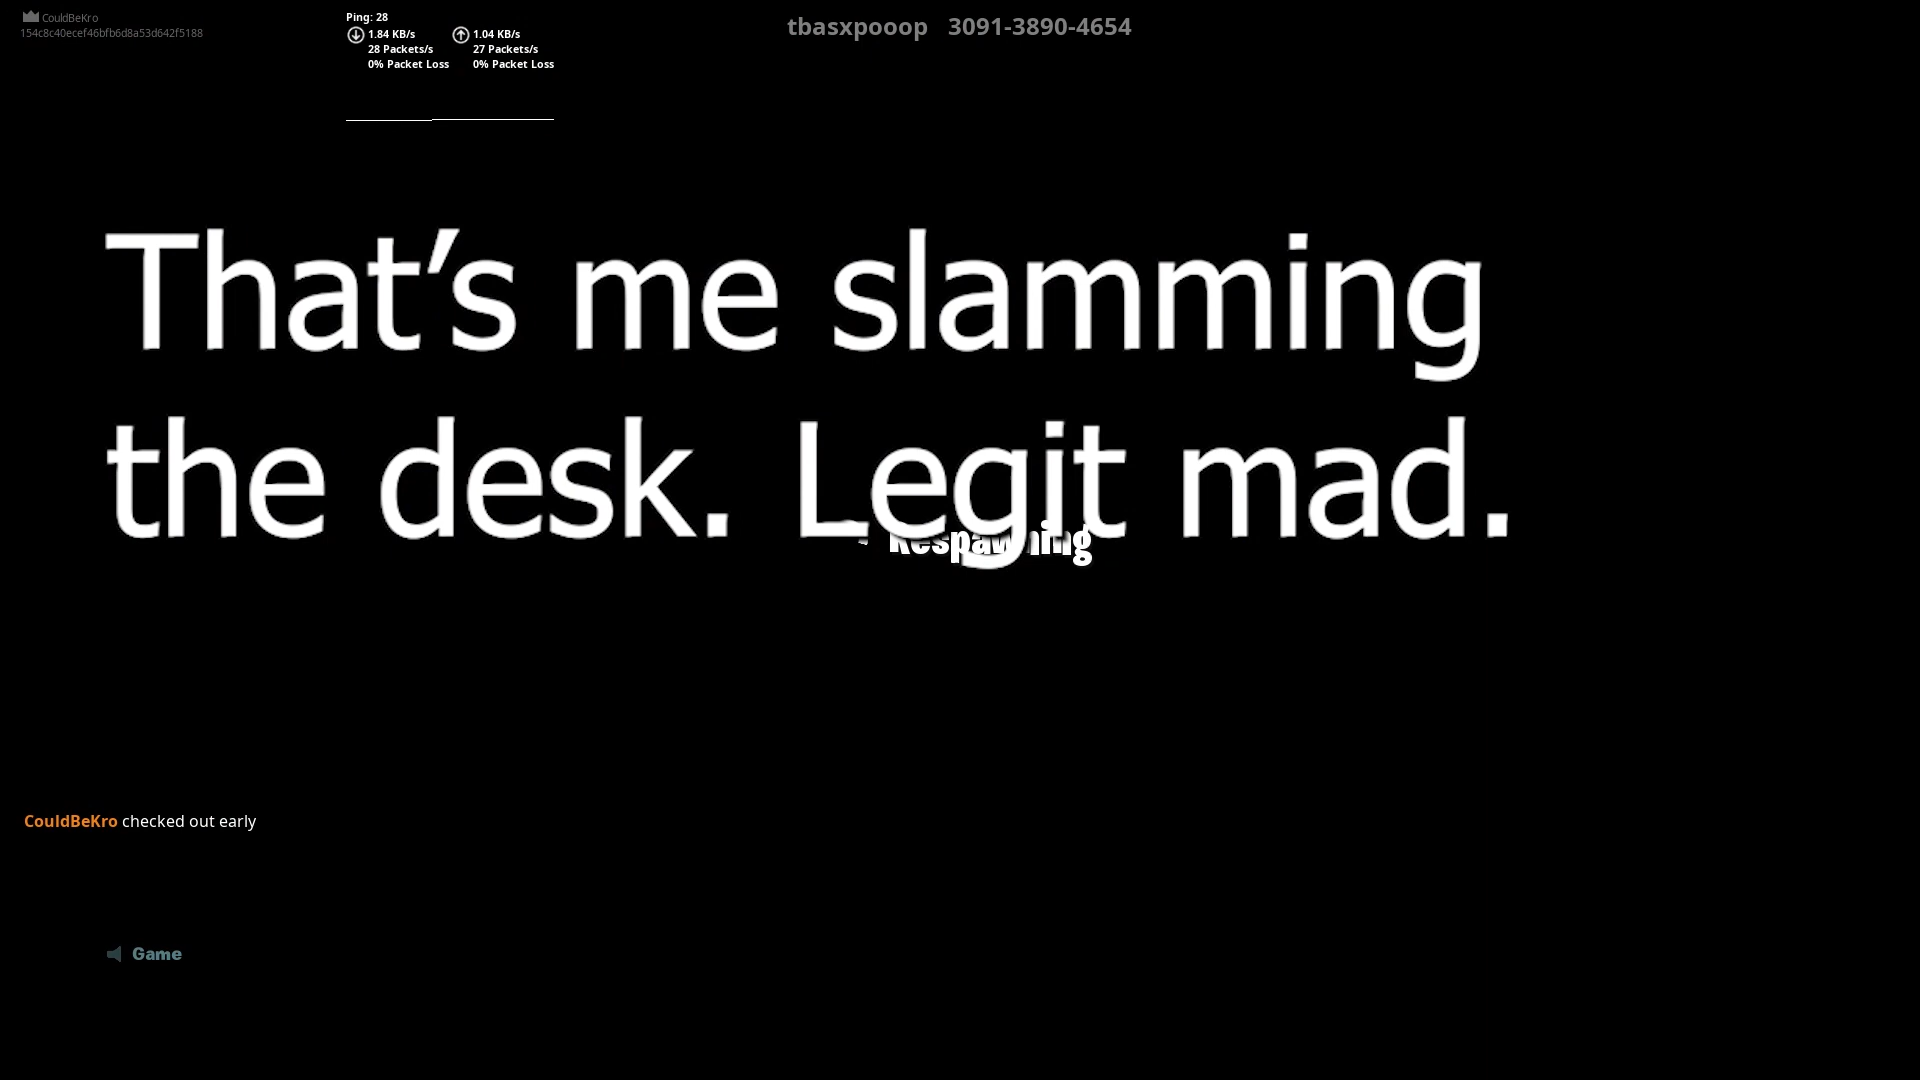 CouldBeKro
154c8c40ecef46bfb6d8a53d642f5188
Ping: 28
1.84 KB/s
28 Packets/s
0% Packet Loss
1.04 KB/s
27 Packets/s
0% Packet Loss
tbasxpooop 3091-3890-4654
That’s me slamming
the desk. Legit mad.
Respawning
CouldBeKro checked out early
Game